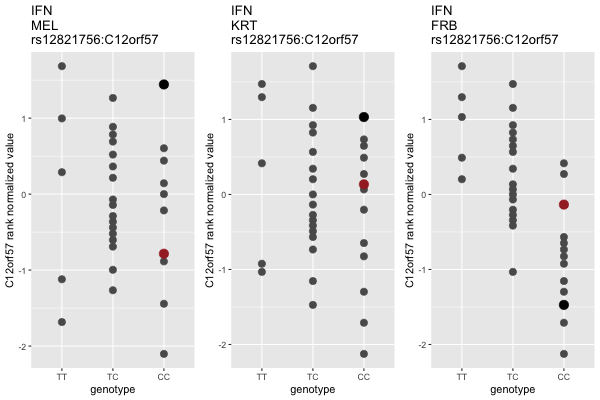 IFN
MEL
rs12821756:C12orf57
C12orf57 rank normalized value
1
0
-1
-2
TT TC CC
genotype
IFN
KRT
rs12821756:C12orf57
C12orf57 rank normalized value
1
0
-1
-2
TT TC CC
genotype
IFN
FRB
rs12821756:C12orf57
C12orf57 rank normalized value
1
0
-1
-2
TT TC CC
genotype